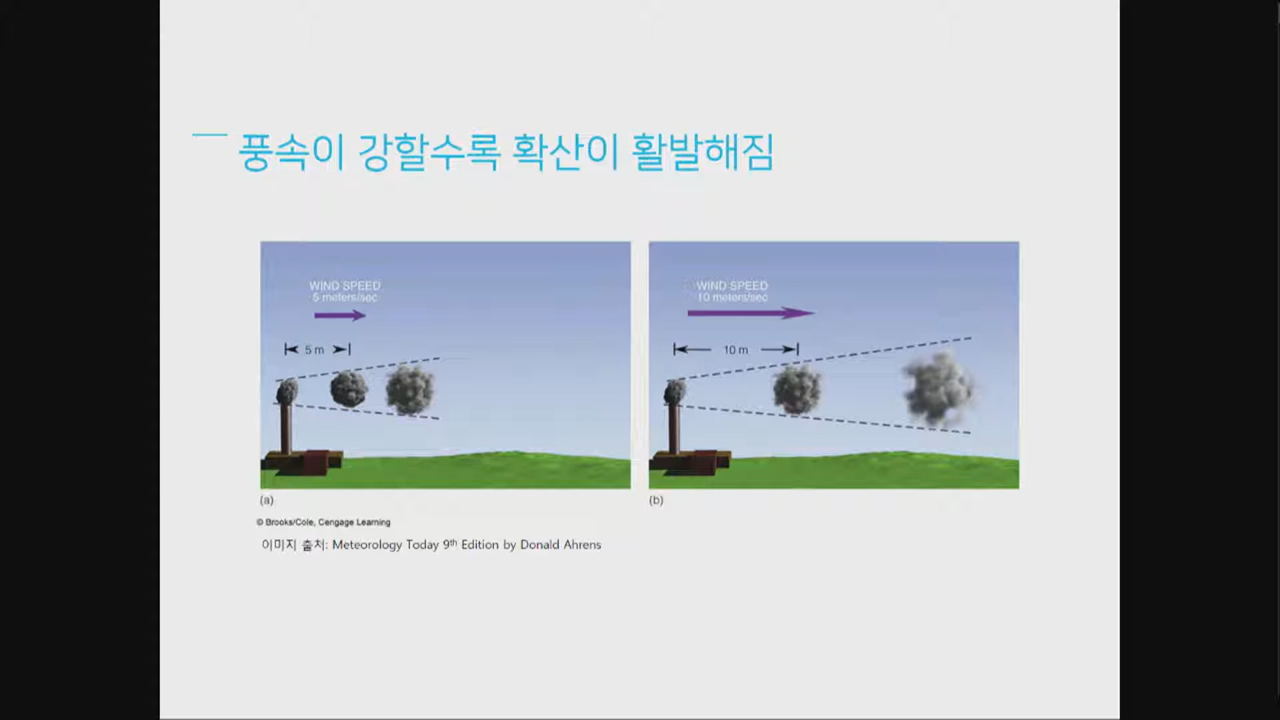 풍속이 강할수록 확산이 활발해짐
WIND SPEED
5 meters/sec
5 m
(a)
WIND SPEED
10 meters/sec
10 m
(b)
© Brooks/Cole, Cengage Learning
이미지 출처: Meteorology Today 9th Edition by Donald Ahrens